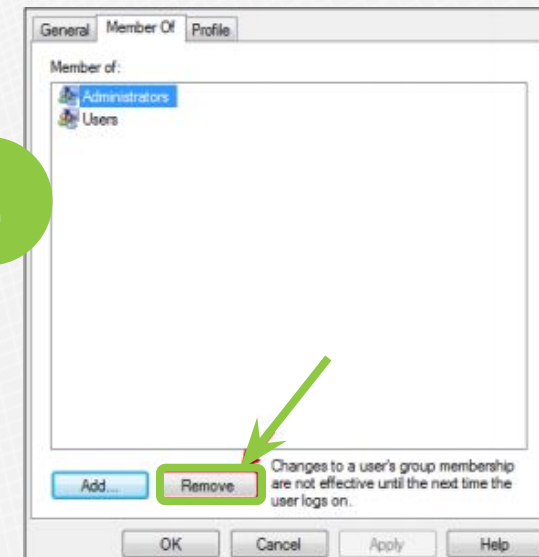 General Member Of Profile
Member of:
Administrators
Users
Changes to a user's group membership
are not effective until the next time the
user logs on.
Add... Remove
OK Cancel Apply Help